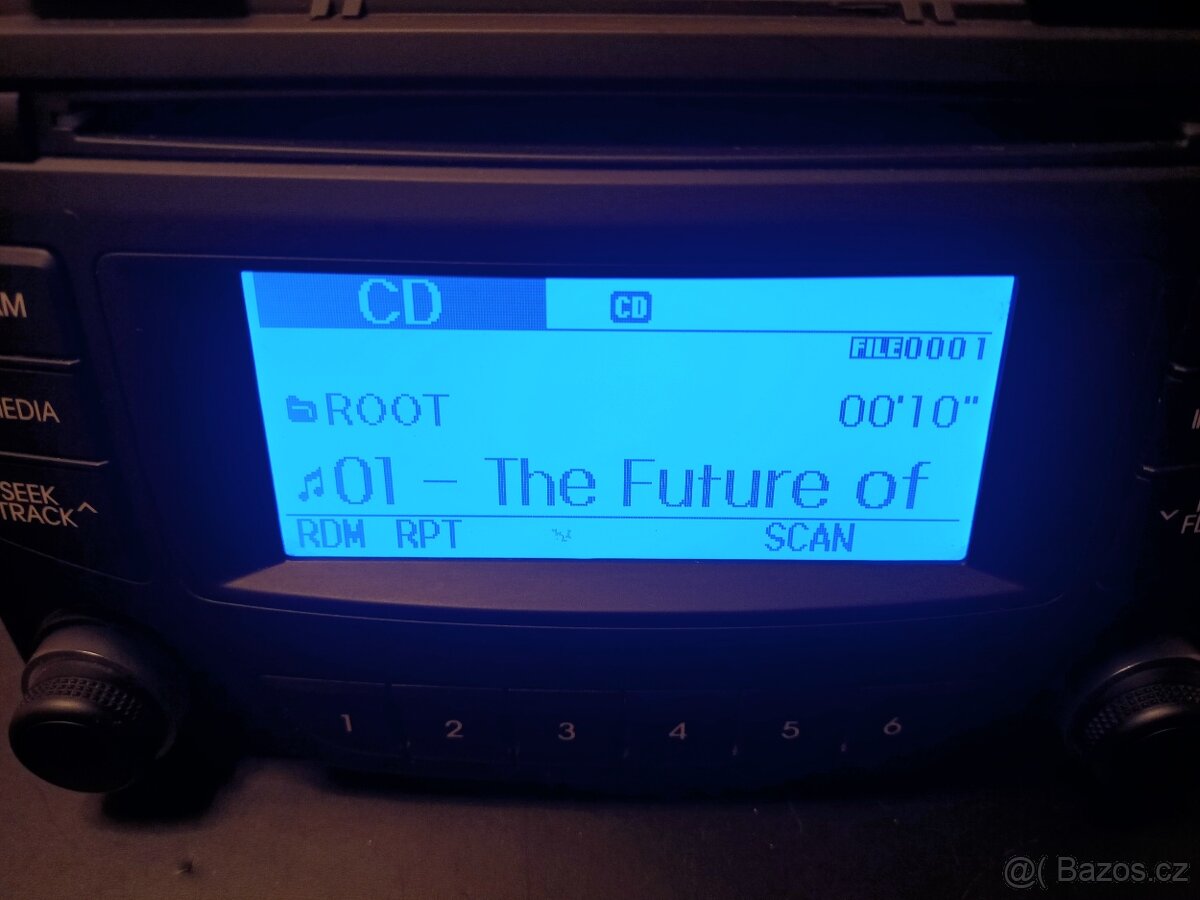 CD CD
FILE0001
ROOT 00'10"
01 - The Future of
RDM RPT SCAN
MEDIA
SEEK
TRACK
1 2 3 4 5 6
@( Bazos.cz